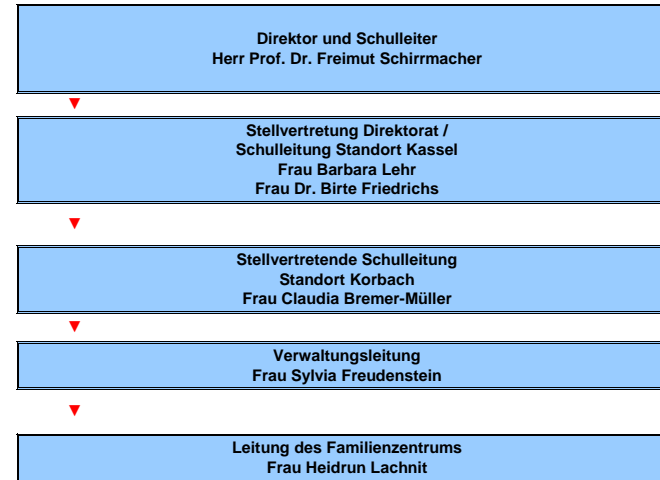 Direktor und Schulleiter
Herr Prof. Dr. Freimut Schirrmacher
Stellvertretung Direktorat /
Schulleitung Standort Kassel
Frau Barbara Lehr
Frau Dr. Birte Friedrichs
Stellvertretende Schulleitung
Standort Korbach
Frau Claudia Bremer-Müller
Verwaltungsleitung
Frau Sylvia Freudenstein
Leitung des Familienzentrums
Frau Heidrun Lachnit